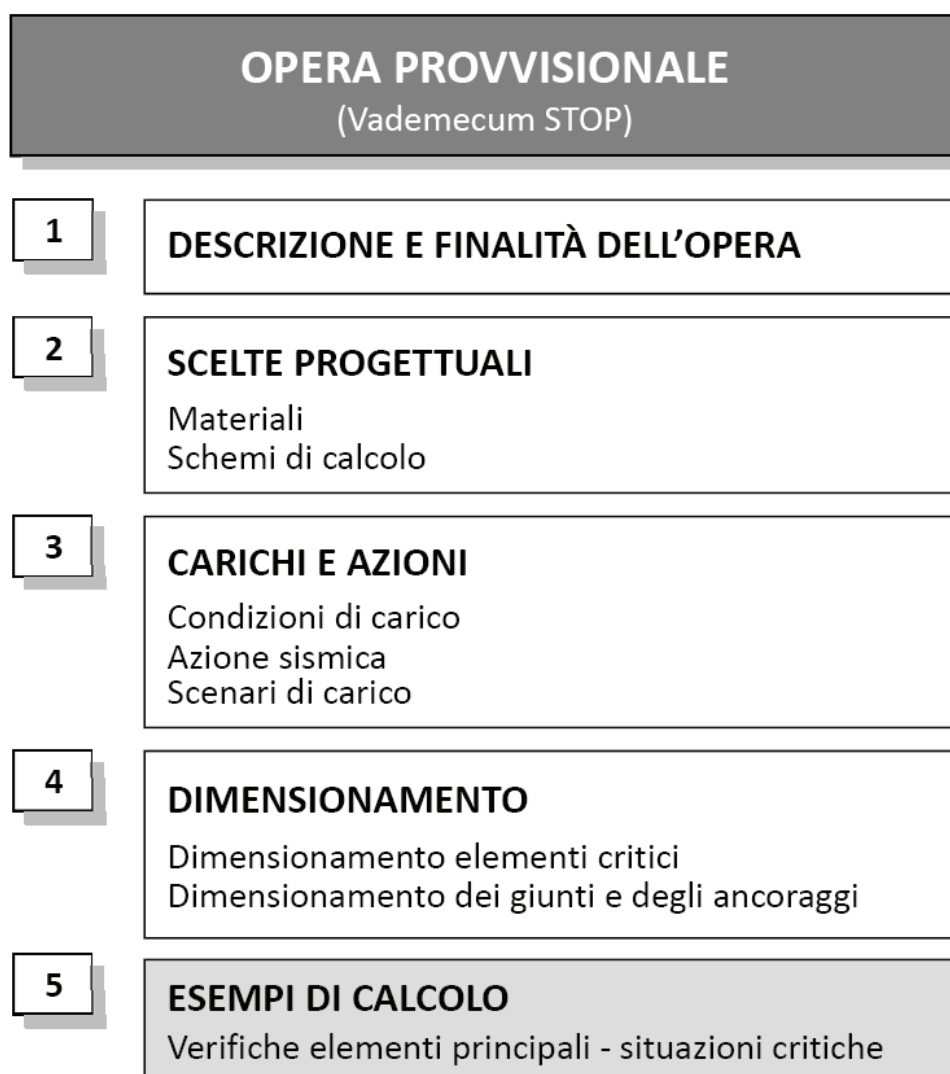 OPERA PROVVISIONALE
(Vademecum STOP)
1
DESCRIZIONE E FINALITÀ DELL'OPERA
2
SCELTE PROGETTUALI
Materiali
Schemi di calcolo
3
CARICHI E AZIONI
Condizioni di carico
Azione sismica
Scenari di carico
4
DIMENSIONAMENTO
Dimensionamento elementi critici
Dimensionamento dei giunti e degli ancoraggi
5
ESEMPI DI CALCOLO
Verifiche elementi principali - situazioni critiche